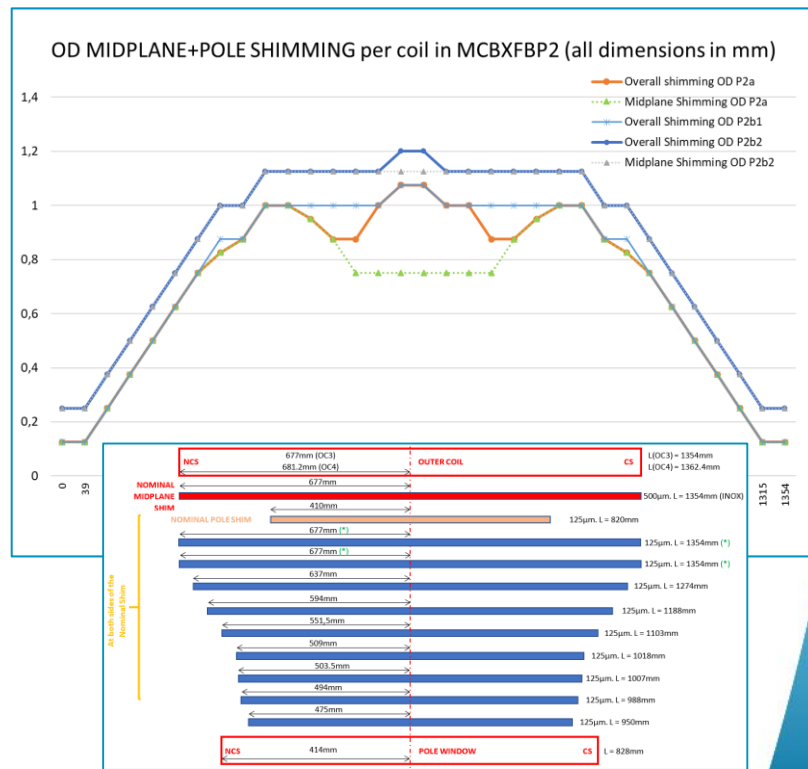 OD MIDPLANE+POLE SHIMMING per coil in MCBXFBP2 (all dimensions in mm)
1,4
1,2
1
0,8
0,6
0,4
0,2
0
Overall shimming OD P2a
Midplane Shimming OD P2a
Overall shimming OD P2b1
Overall Shimming OD P2b2
Midplane Shimming OD P2b2
0
39
1315
1354
NCS
677mm (OC3)
681.2mm (OC4)
OUTER COIL
CS
L(OC3) = 1354mm
L(OC4) = 1362.4mm
NOMINAL
MIDPLANE
SHIM
677mm
500µm. L = 1354mm (INOX)
410mm
NOMINAL POLE SHIM
125µm. L = 820mm
677mm (*)
125µm. L = 1354mm (*)
677mm (*)
125µm. L = 1354mm (*)
637mm
125µm. L = 1274mm
594mm
125µm. L = 1188mm
551,5mm
125µm. L = 1103mm
509mm
125µm. L = 1018mm
503.5mm
125µm. L = 1007mm
494mm
125µm. L = 988mm
475mm
125µm. L = 950mm
At both sides of the
Nominal Shim
NCS
414mm
POLE WINDOW
CS
L = 828mm